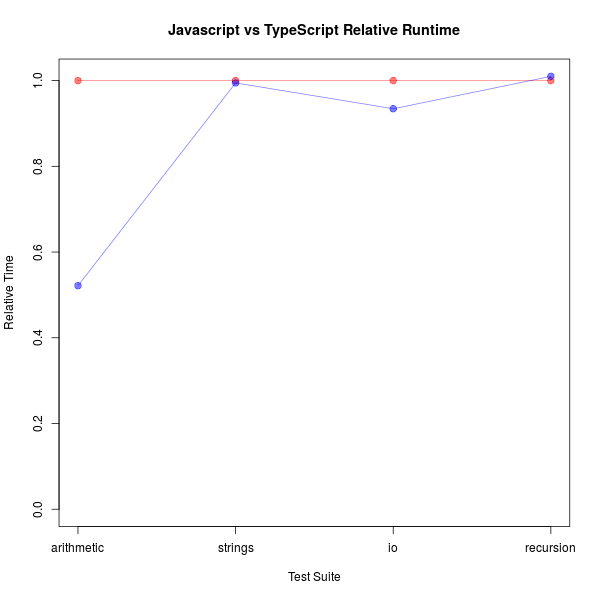 Javascript vs TypeScript Relative Runtime
Relative Time
1.0
0.8
0.6
0.4
0.2
0.0
arithmetic strings io recursion
Test Suite